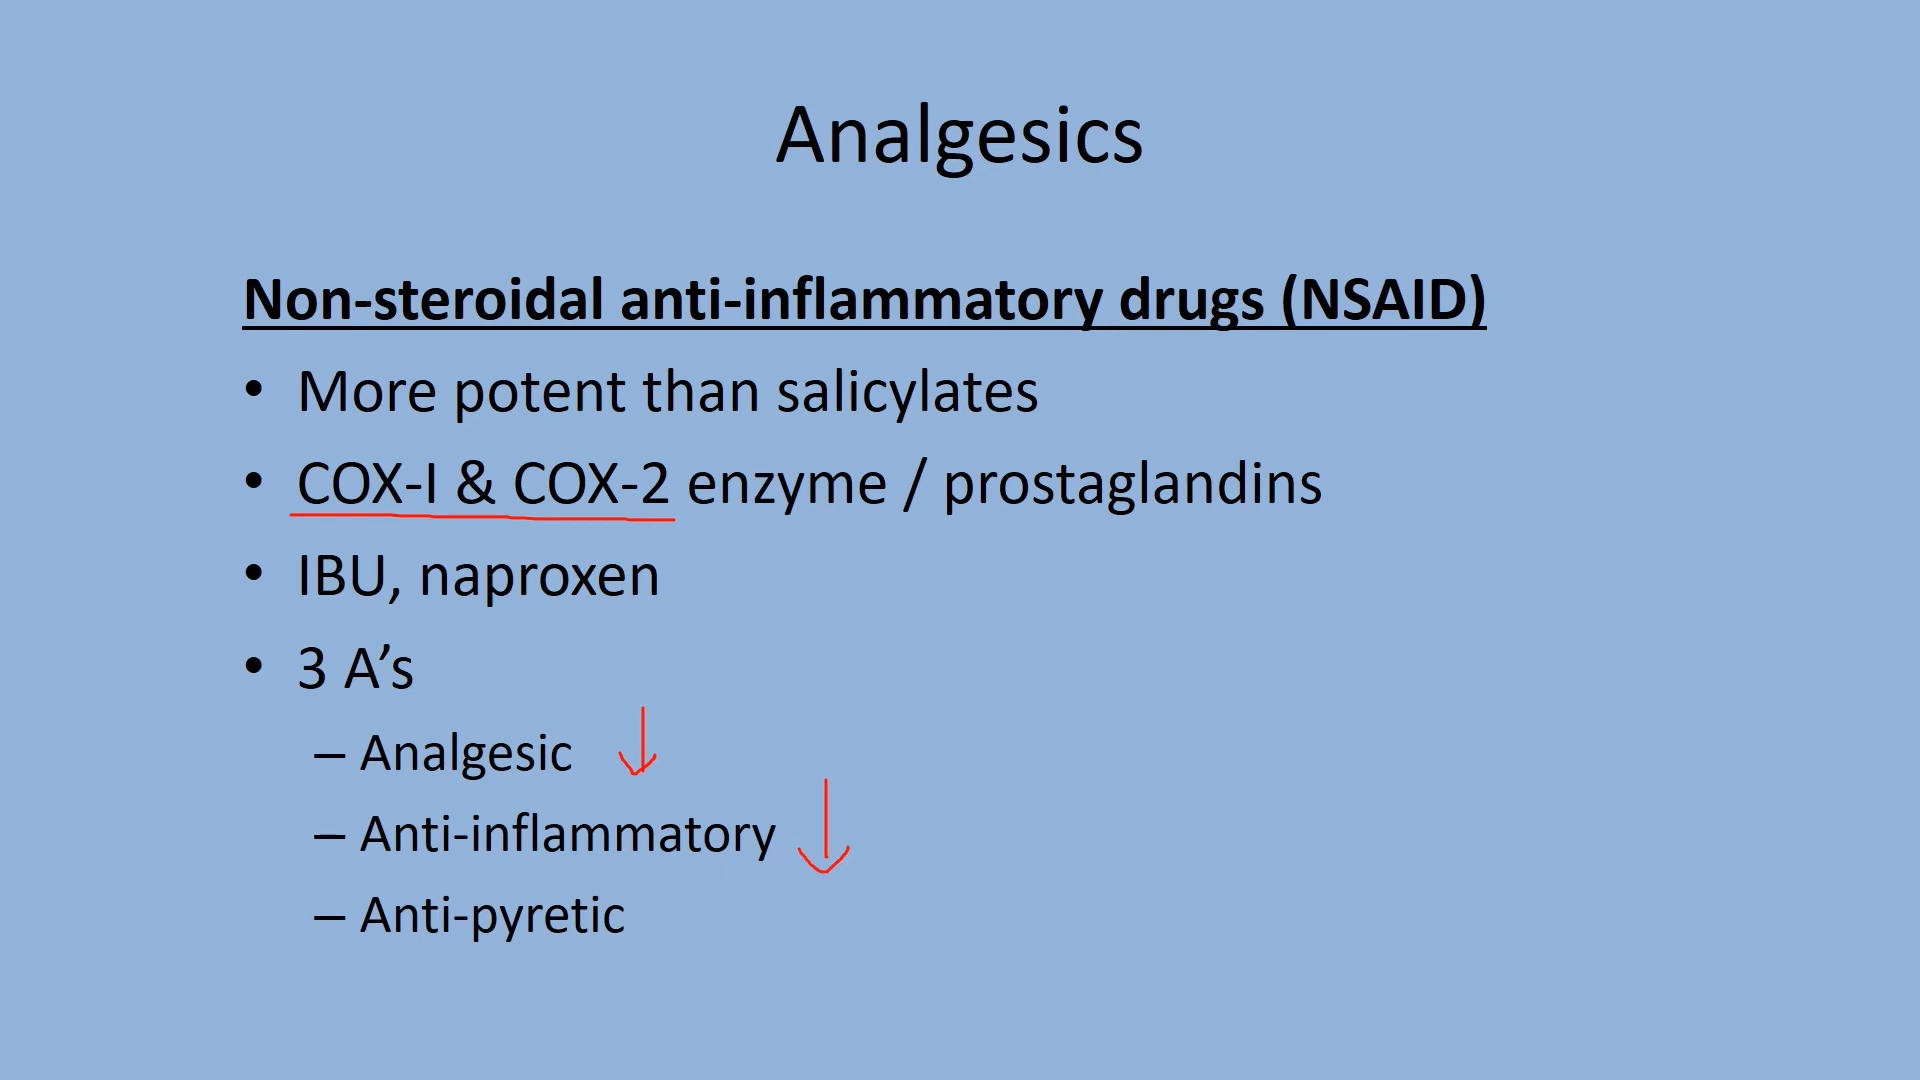 Analgesics
Non-steroidal anti-inflammatory drugs (NSAID)
• More potent than salicylates
• COX-I & COX-2 enzyme / prostaglandins
• IBU, naproxen
• 3 A’s
– Analgesic
– Anti-inflammatory
– Anti-pyretic